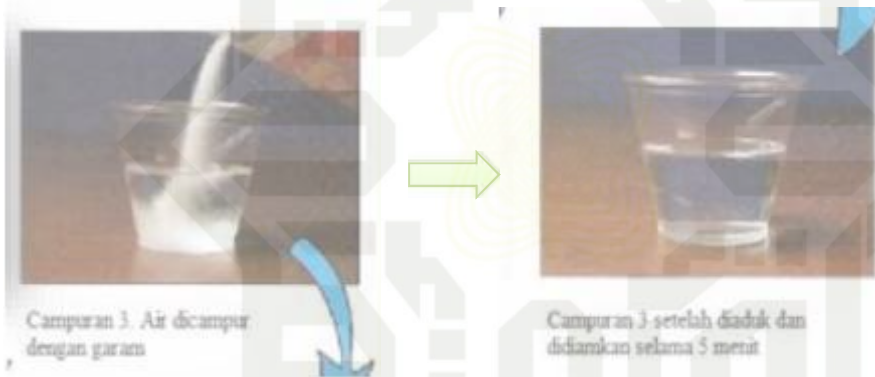 Campuran 3. Air dicampur
dengan garam
Campuran 3 setelah diaduk dan
didiamkan selama 5 menit